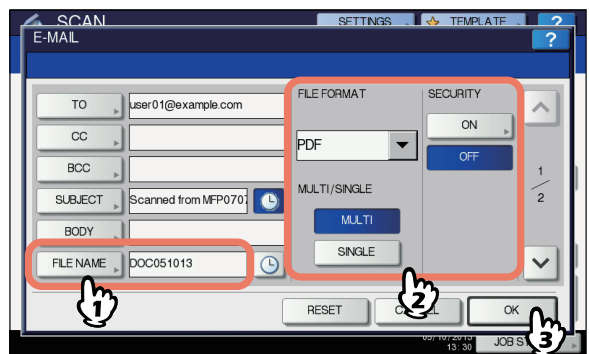 SCAN
SETTINGS
TEMPLATE
?
E-MAIL
?
TO
user01@example.com
CC
BCC
SUBJECT
Scanned from MFP0707
BODY
FILE NAME
DOC051013
FILE FORMAT
PDF
MULTI/SINGLE
MULTI
SINGLE
SECURITY
ON
OFF
1
2
RESET
OK
13:30
JOB
1
2
3